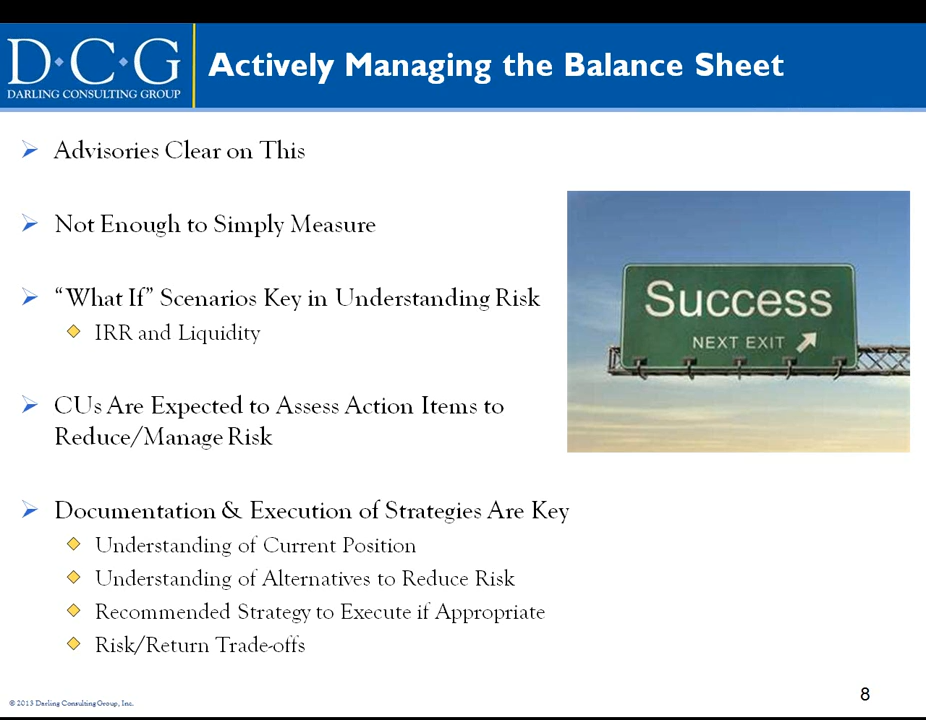 D•C•G
DARLING CONSULTING GROUP
Actively Managing the Balance Sheet
Advisories Clear on This
Not Enough to Simply Measure
“What If” Scenarios Key in Understanding Risk
IRR and Liquidity
CUs Are Expected to Assess Action Items to
Reduce/Manage Risk
Documentation & Execution of Strategies Are Key
Understanding of Current Position
Understanding of Alternatives to Reduce Risk
Recommended Strategy to Execute if Appropriate
Risk/Return Trade-offs
Success
NEXT EXIT
© 2013 Darling Consulting Group, Inc.
8